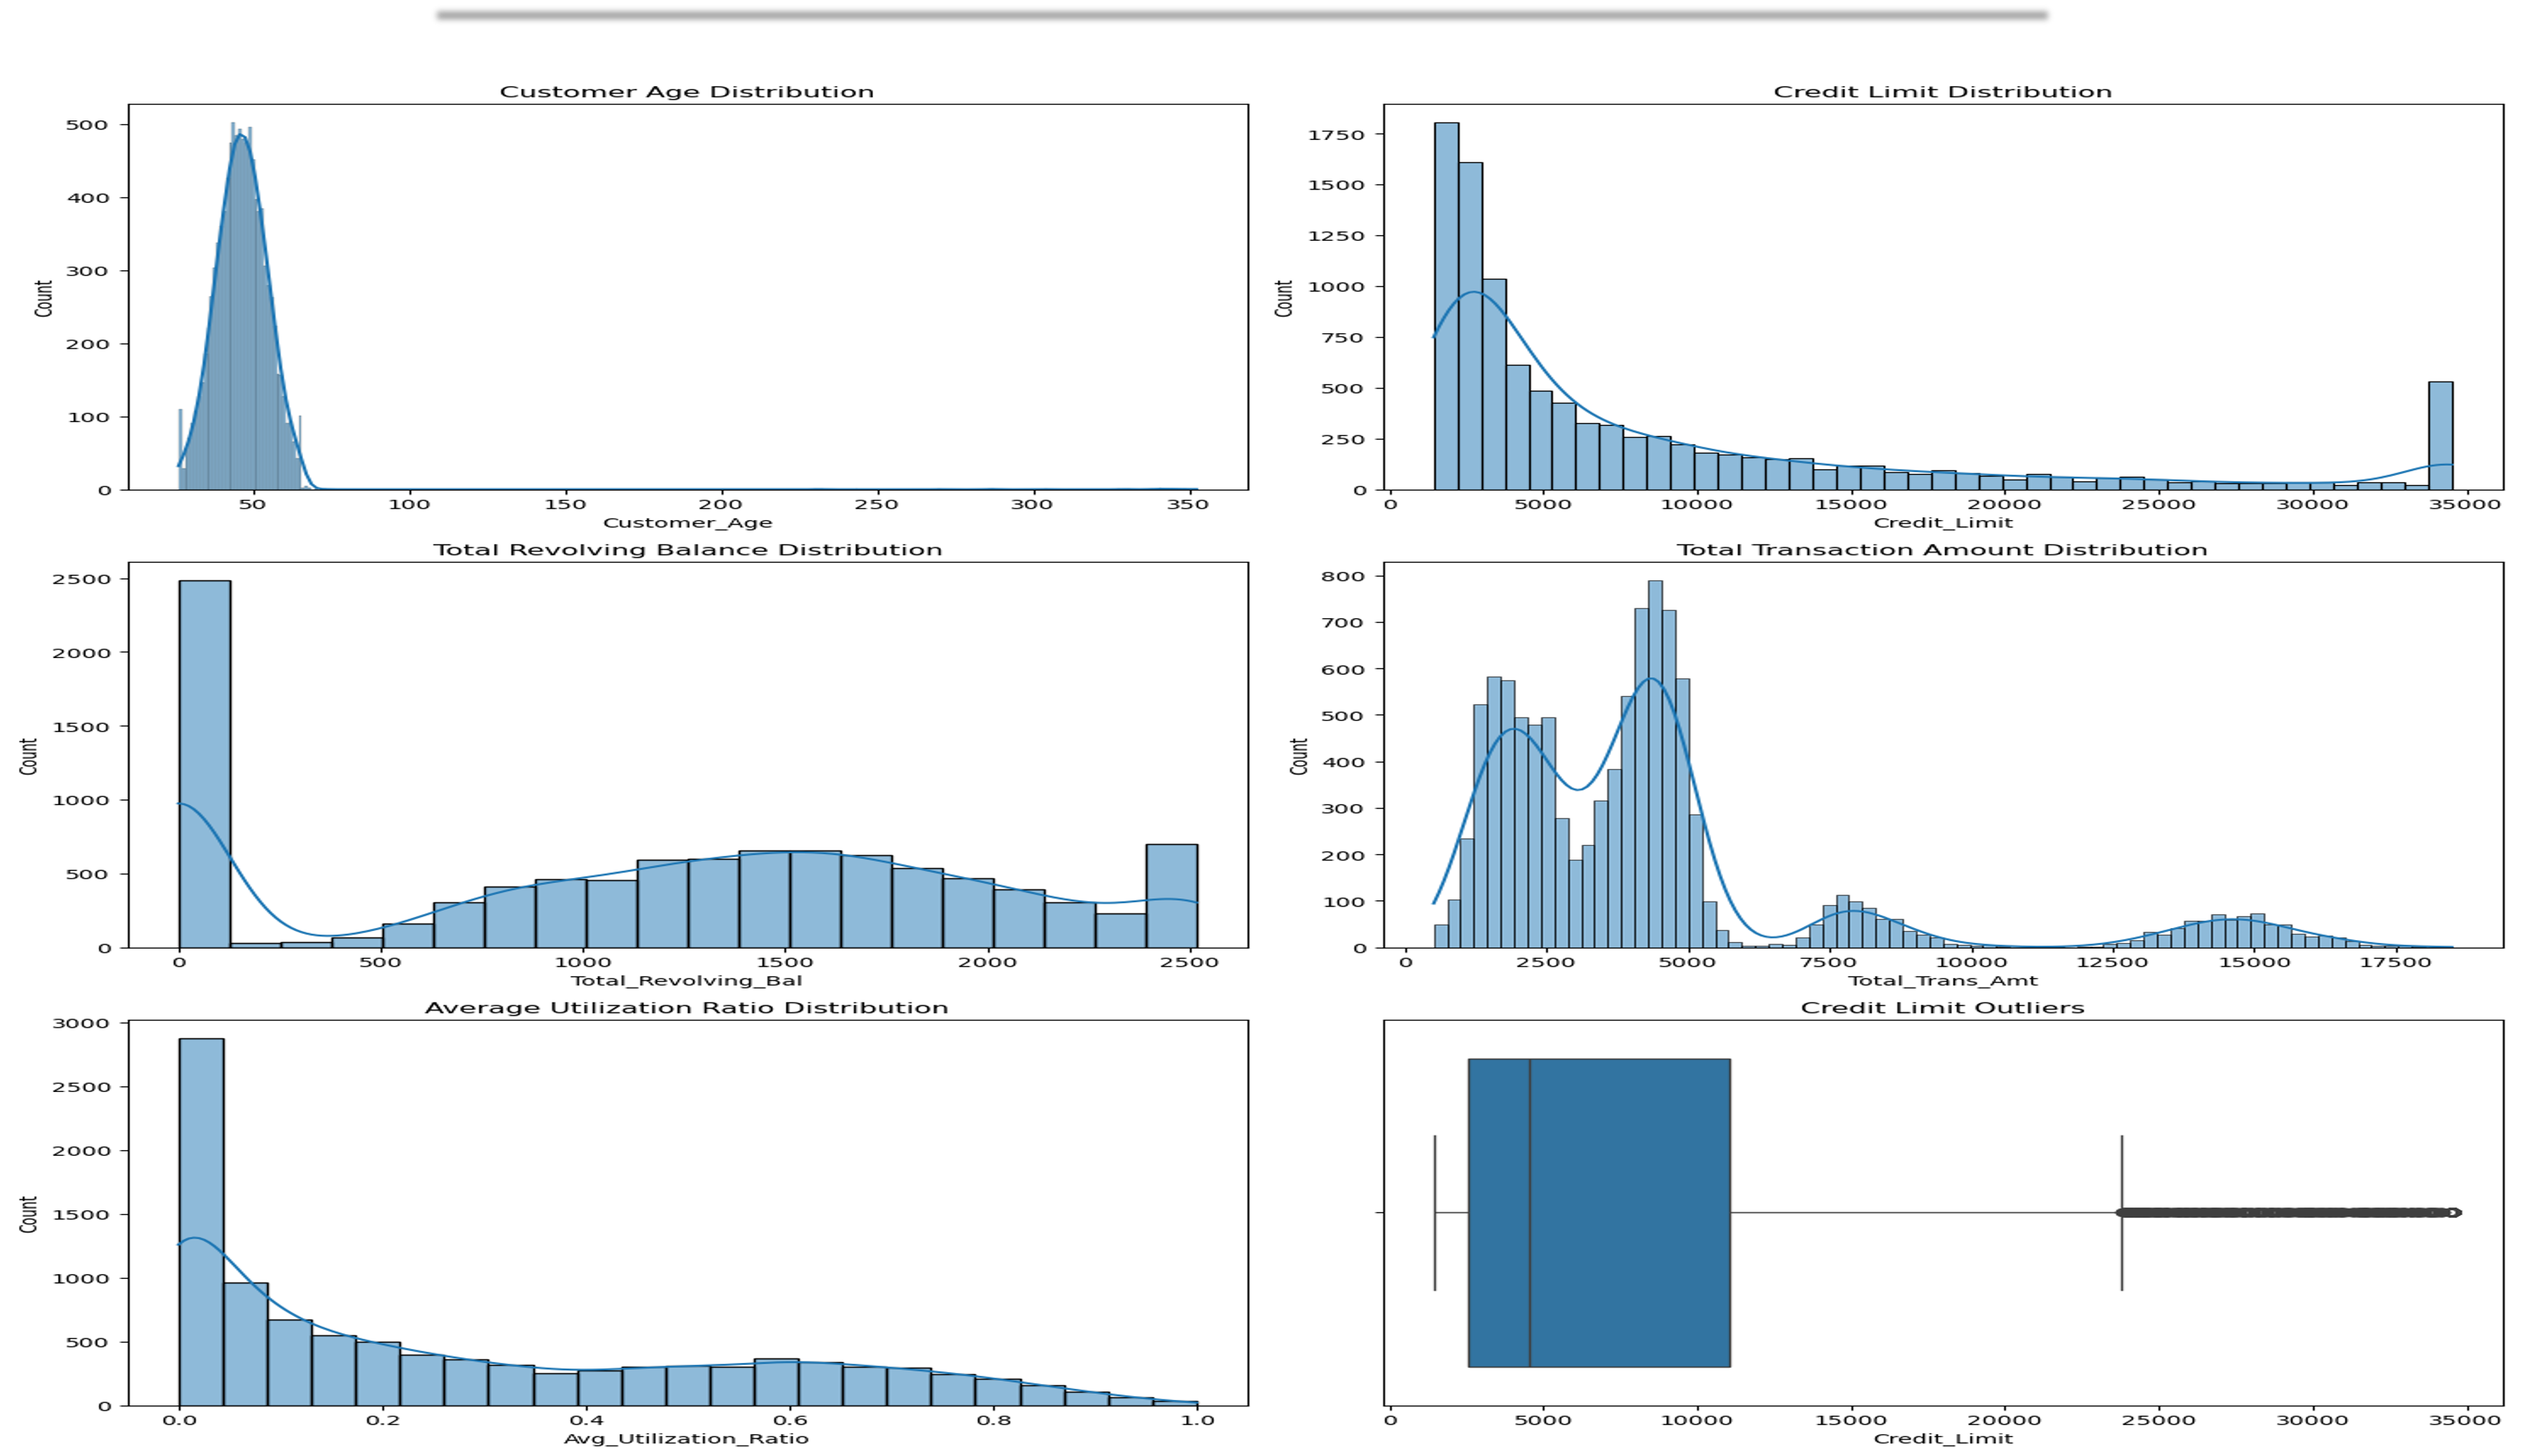 Customer Age Distribution
500
400
300
200
100
0
Count
50 100 150 200 250 300 350
Customer_Age
Credit Limit Distribution
1750
1500
1250
1000
750
500
250
0
Count
0 5000 10000 15000 20000 25000 30000 35000
Credit_Limit
Total Revolving Balance Distribution
2500
2000
1500
1000
500
0
Count
0 500 1000 1500 2000 2500
Total_Revolving_Bal
Total Transaction Amount Distribution
800
700
600
500
400
300
200
100
0
Count
0 2500 5000 7500 10000 12500 15000 17500
Total_Trans_Amt
Average Utilization Ratio Distribution
3000
2500
2000
1500
1000
500
0
Count
0.0 0.2 0.4 0.6 0.8 1.0
Avg_Utilization_Ratio
Credit Limit Outliers
0 5000 10000 15000 20000 25000 30000 35000
Credit_Limit